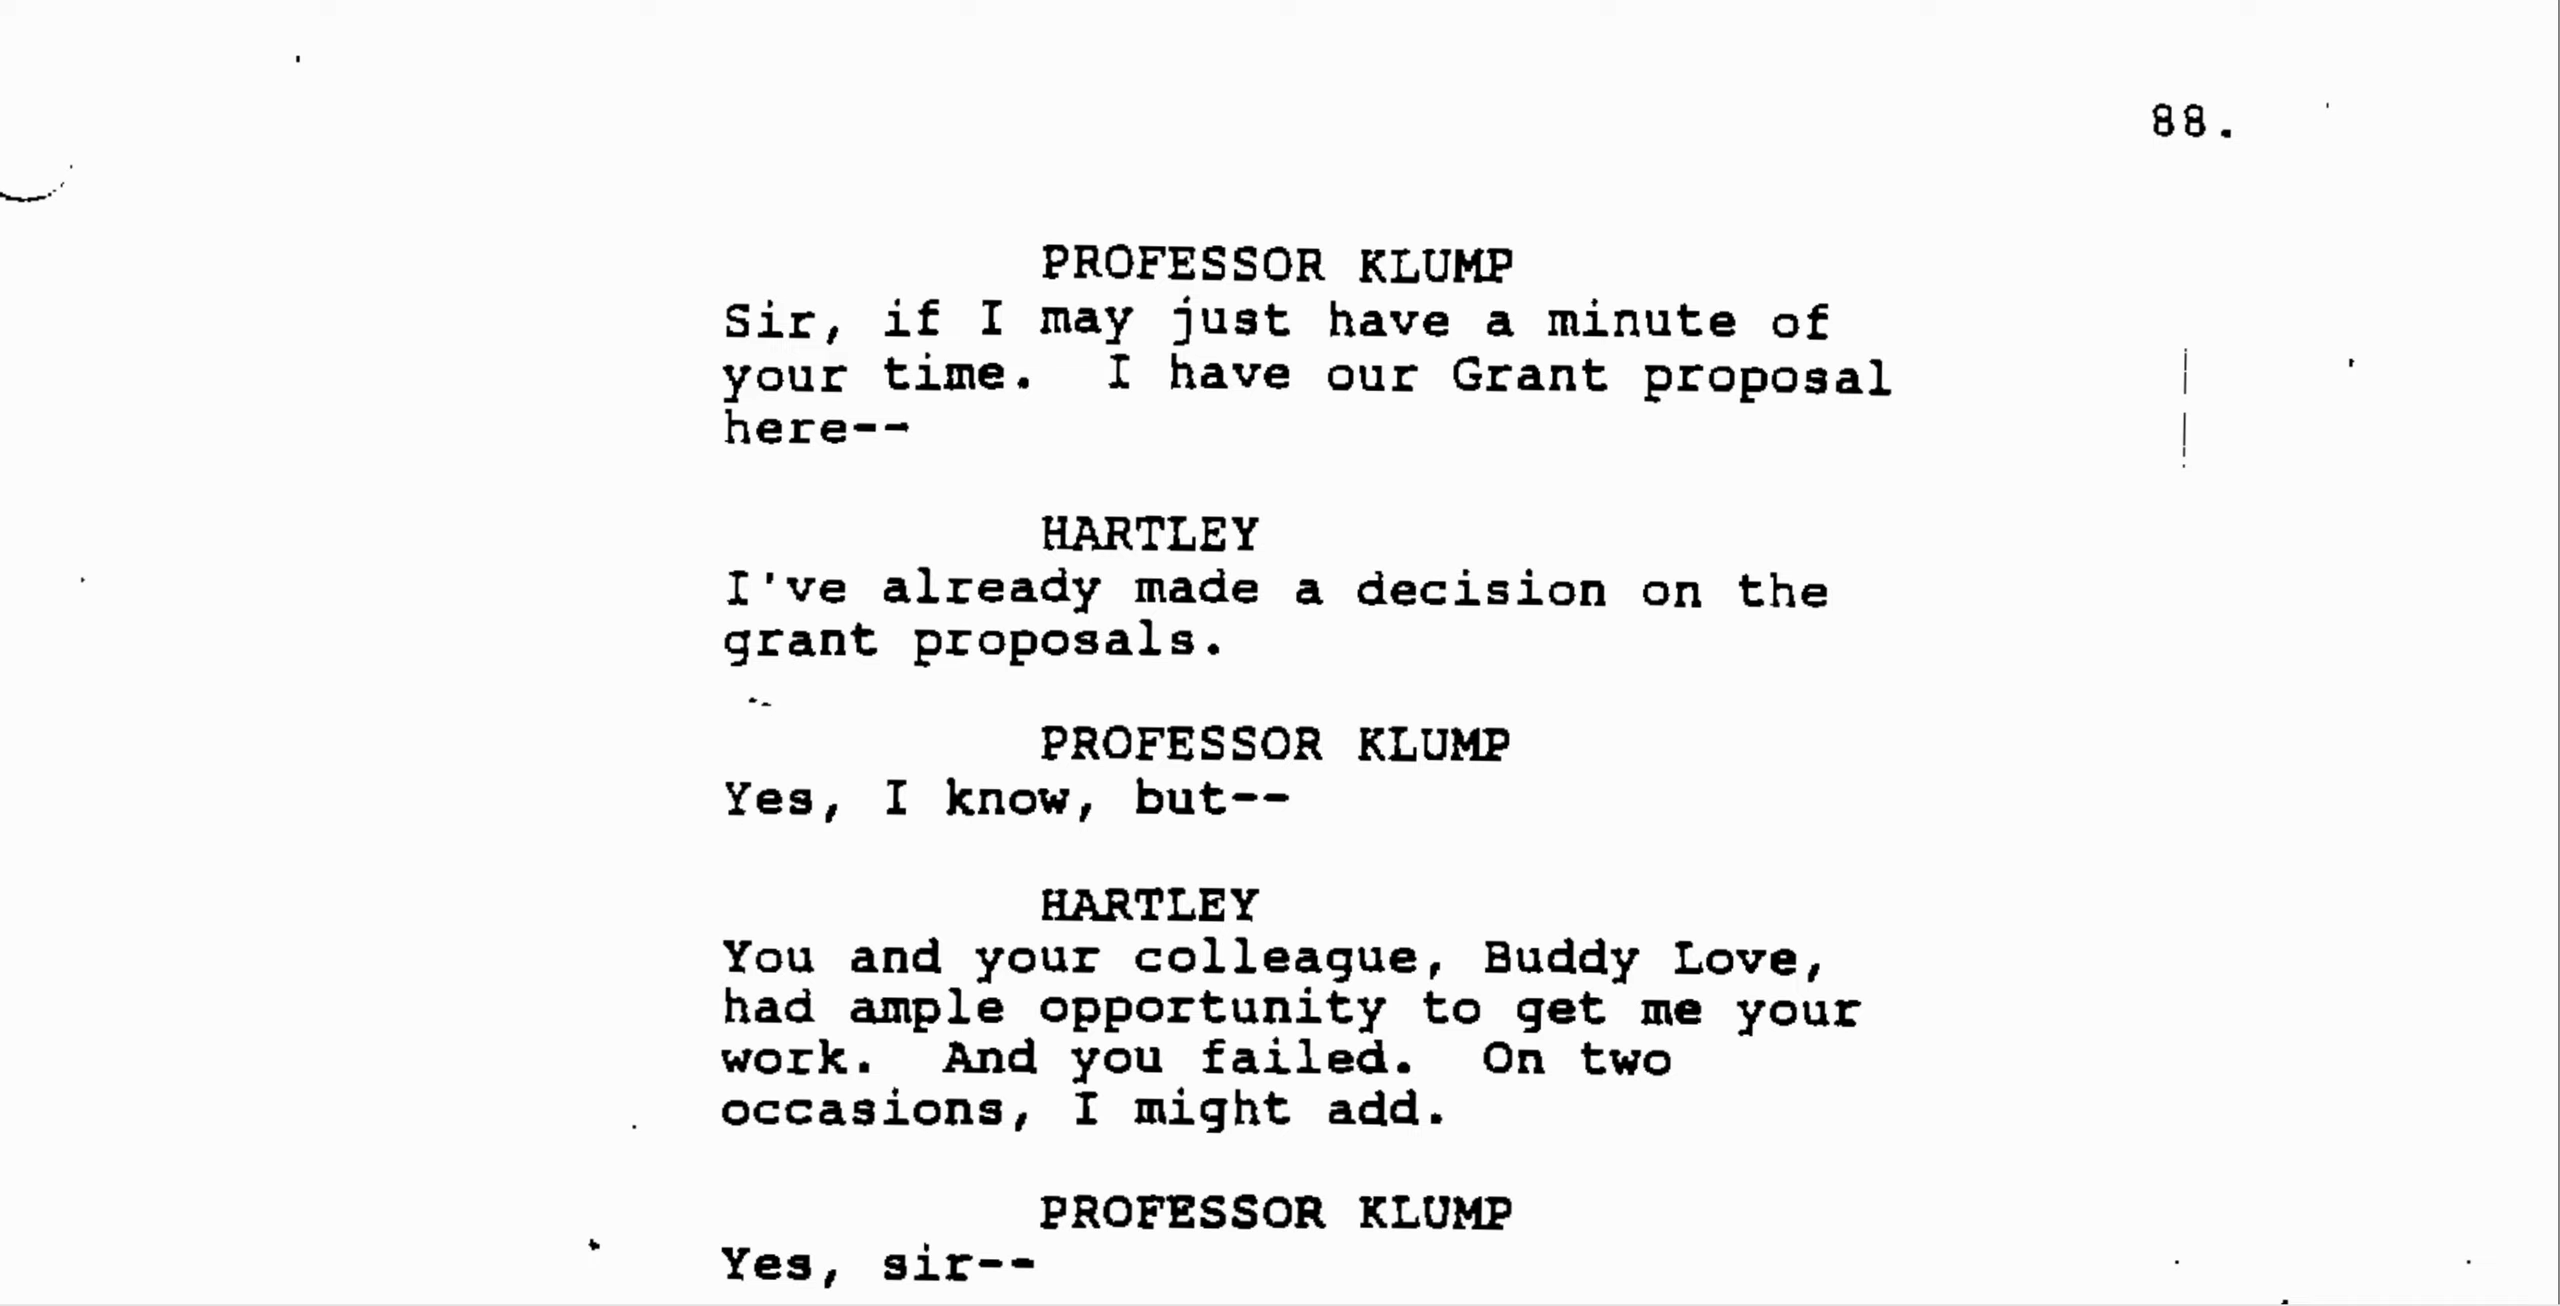 88.
PROFESSOR KLUMP
Sir, if I may just have a minute of
your time.  I have our Grant proposal
here--
HARTLEY
I've already made a decision on the
grant proposals.
PROFESSOR KLUMP
Yes, I know, but--
HARTLEY
You and your colleague, Buddy Love,
had ample opportunity to get me your
work.  And you failed.  On two
occasions, I might add.
PROFESSOR KLUMP
Yes, sir--